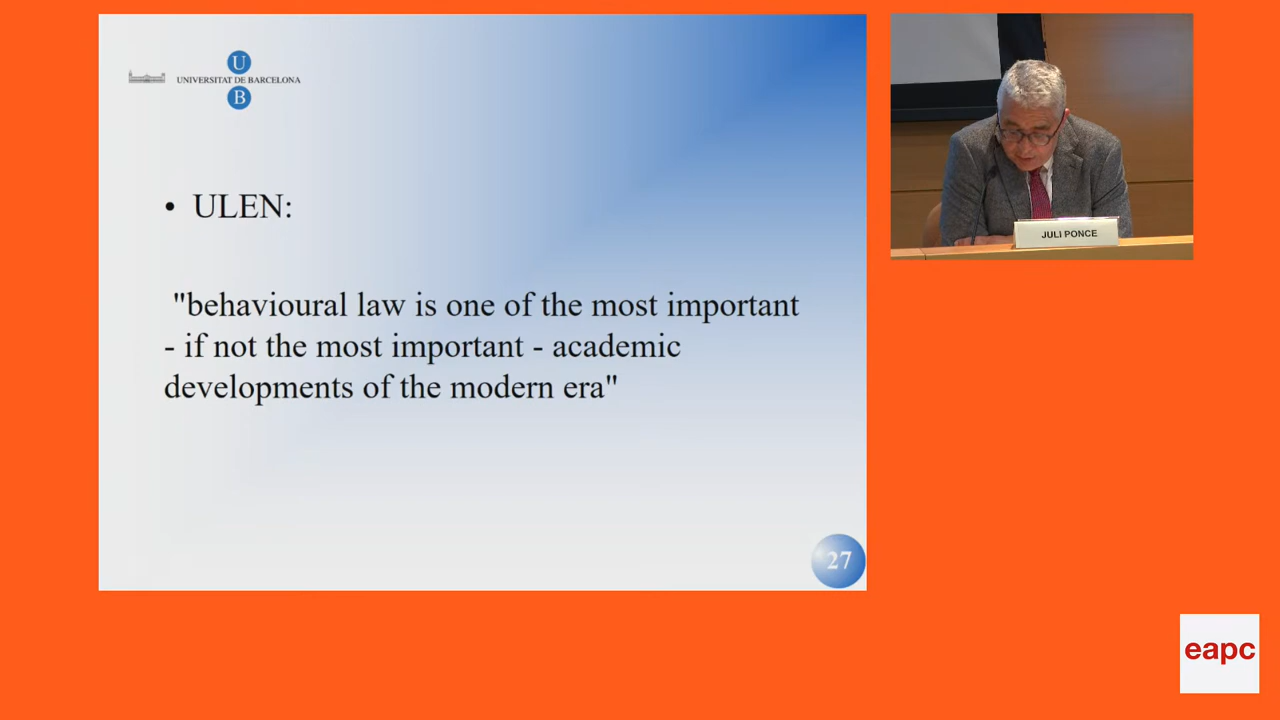 U
UNIVERSITAT DE BARCELONA
B
• ULEN:
"behavioural law is one of the most important
- if not the most important - academic
developments of the modern era"
27
JULI PONCE
eapc